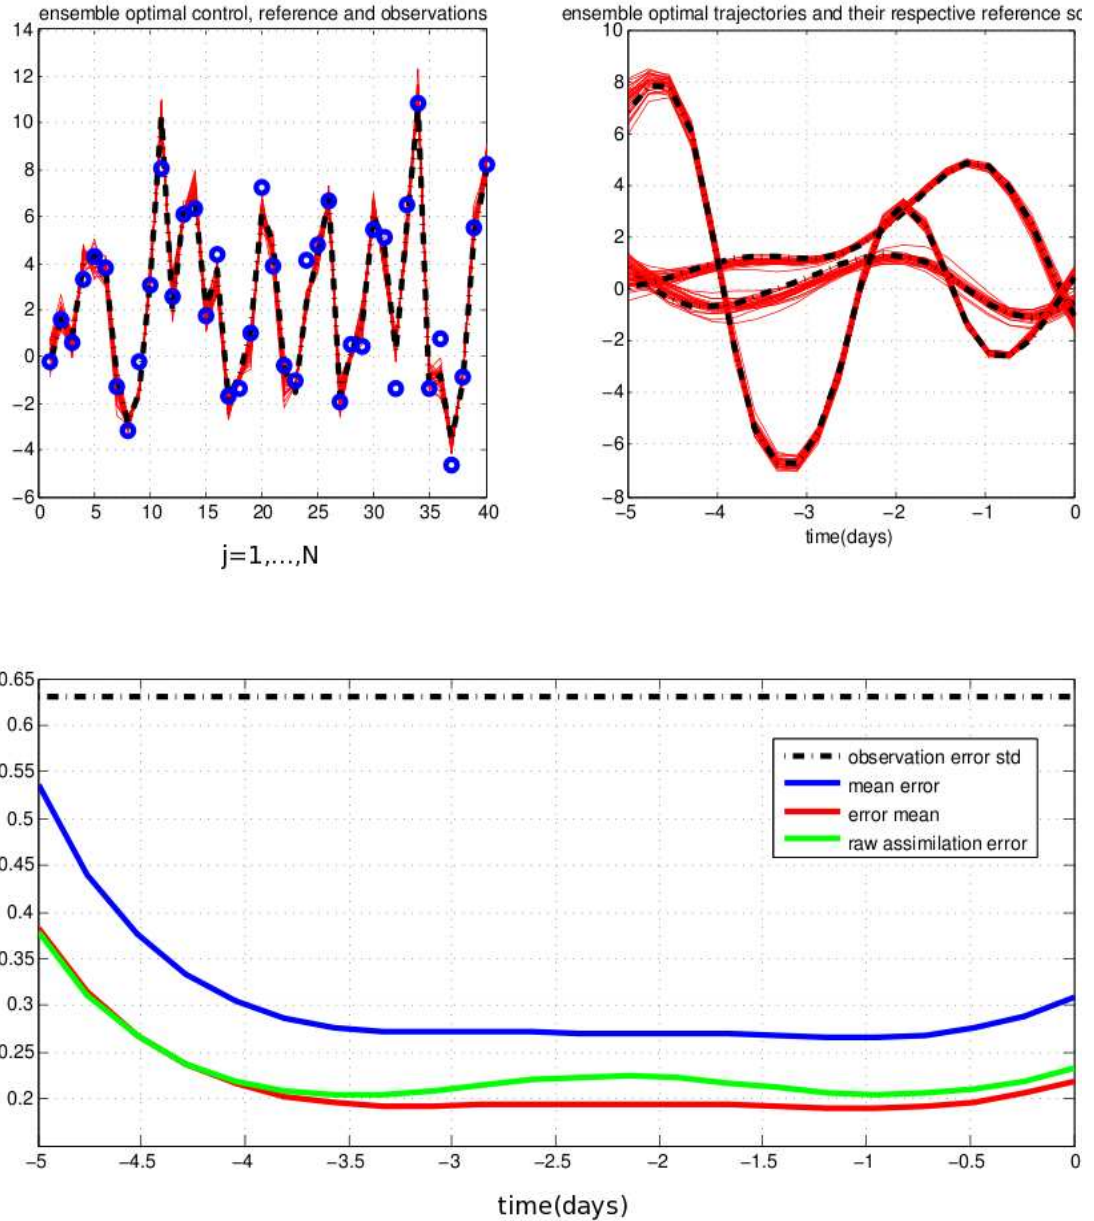 ensemble optimal control, reference and observations
14
12
10
8
6
4
2
0
−2
−4
−6
0 5 10 15 20 25 30 35 40
j=1,...,N
ensemble optimal trajectories and their respective reference so
10
8
6
4
2
0
−2
−4
−6
−8
−5 −4 −3 −2 −1 0
time(days)
0.65
0.6
0.55
0.5
0.45
0.4
0.35
0.3
0.25
0.2
observation error std
mean error
error mean
raw assimilation error
−5 −4.5 −4 −3.5 −3 −2.5 −2 −1.5 −1 −0.5 0
time(days)